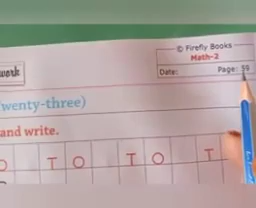 © Firefly Books
Math-2
work
Date: Page: 59
wenty-three)
and write.
T O T O T